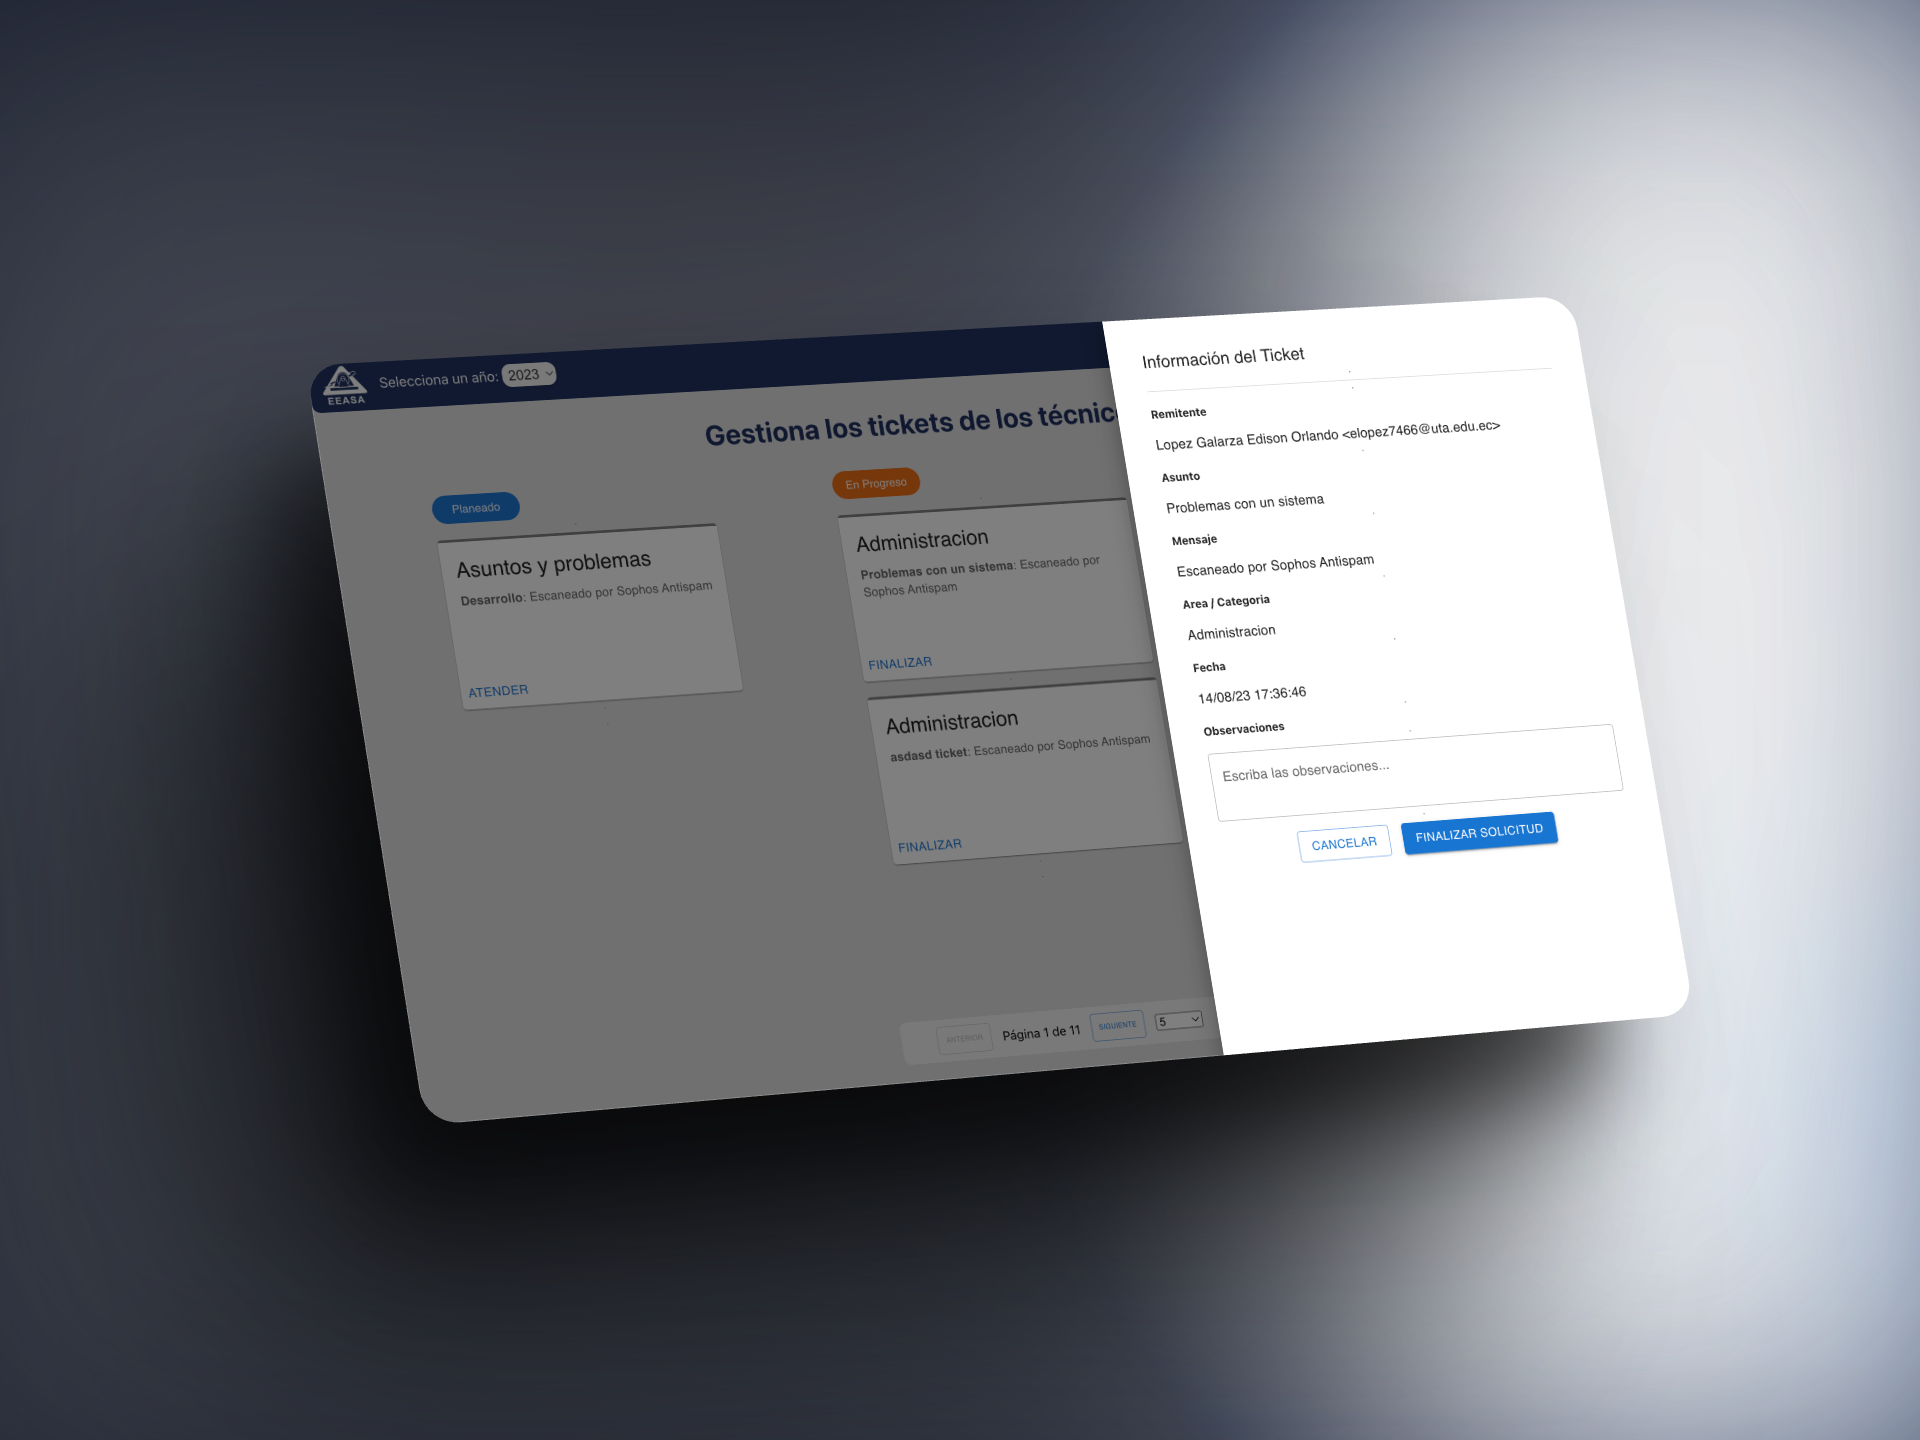 EEASA
Selecciona un año: 2023
Gestiona los tickets de los técnic
Planeado
Asuntos y problemas
Desarrollo: Escaneado por Sophos Antispam
ATENDER
En Progreso
Administracion
Problemas con un sistema: Escaneado por
Sophos Antispam
FINALIZAR
Administracion
asdasd ticket: Escaneado por Sophos Antispam
FINALIZAR
ANTERIOR Página 1 de 11 SIGUIENTE 5
Información del Ticket
Remitente
Lopez Galarza Edison Orlando <elopez7466@uta.edu.ec>
Asunto
Problemas con un sistema
Mensaje
Escaneado por Sophos Antispam
Area / Categoria
Administracion
Fecha
14/08/23 17:36:46
Observaciones
Escriba las observaciones...
CANCELAR FINALIZAR SOLICITUD